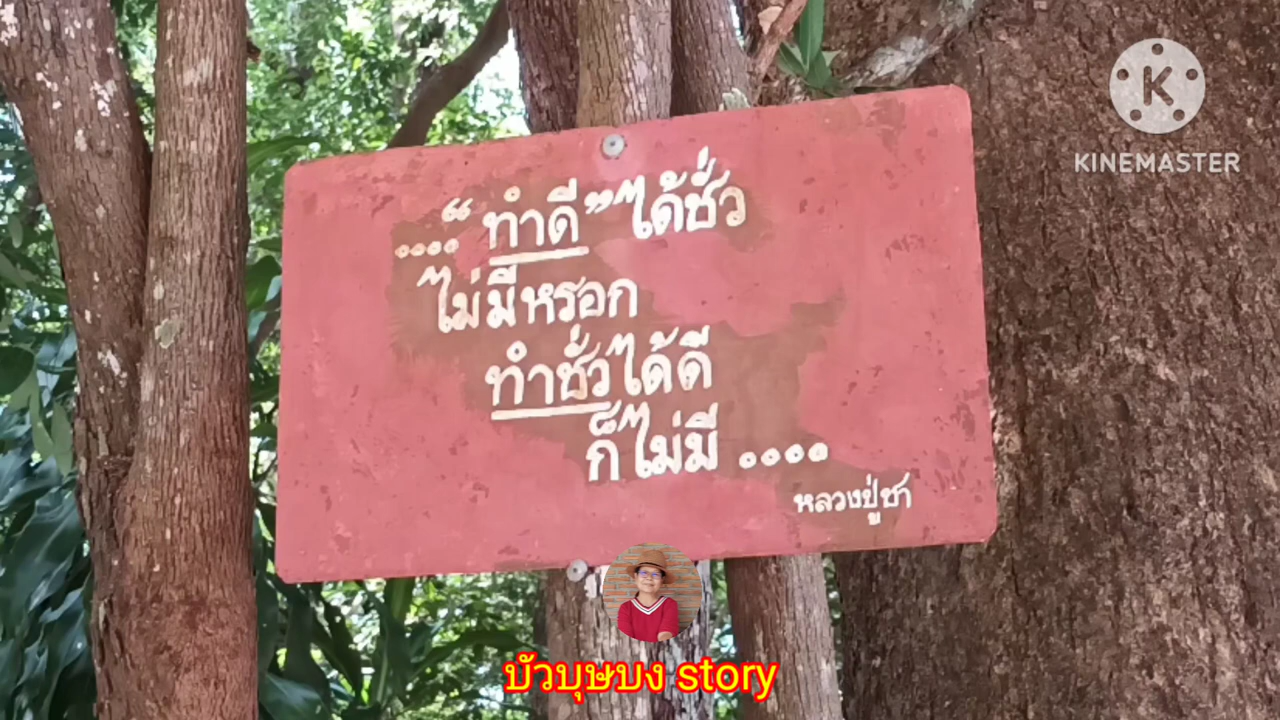 ...."ทำดี" ได้ชั่ว
ไม่มีหรอก
ทำชั่วได้ดี
ก็ไม่มี ....
หลวงปู่ชา
K
KINEMASTER
บัวบุษบง story